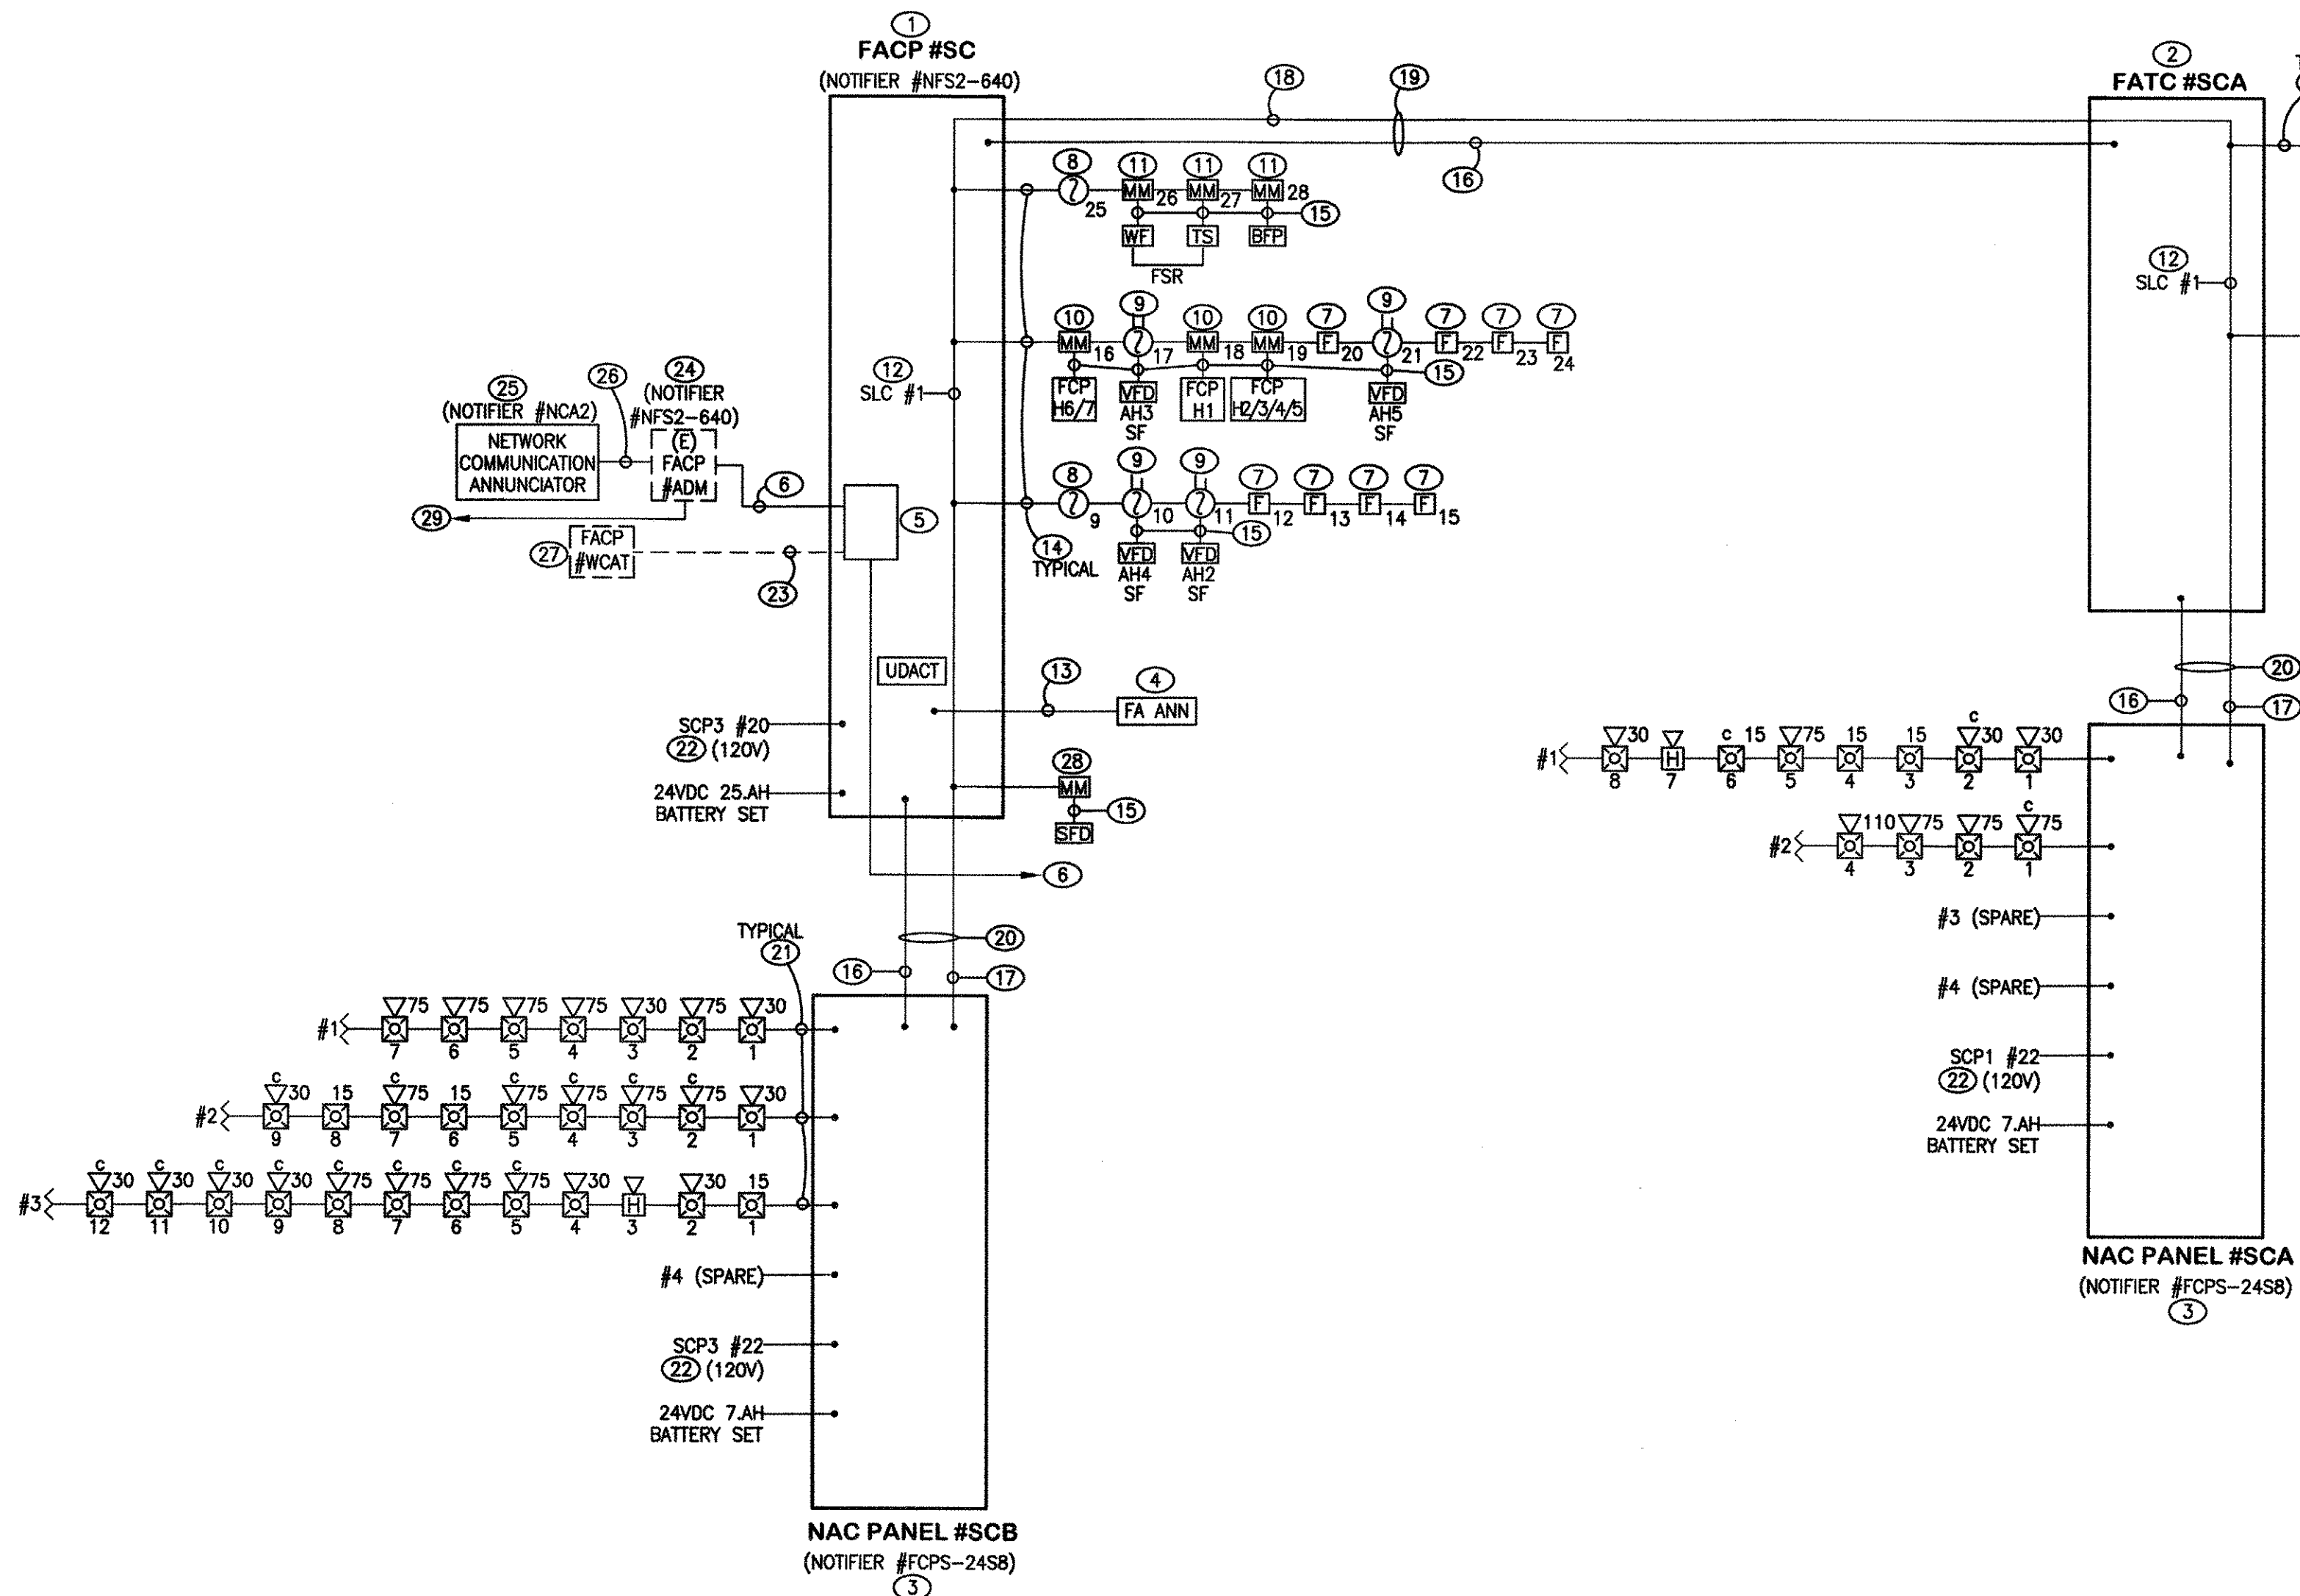 1
FACP #SC
(NOTIFIER #NFS2-640)
2
FATC #SCA
18
19
16
8
11
11
11
MM
MM
MM
25
26
27
28
15
WF
TS
BFP
FSR
12
SLC #1
10
9
10
10
7
9
7
7
7
MM
MM
MM
F
F
F
F
16
17
18
19
20
21
22
23
24
15
FCP
H6/7
VFD
AH3
SF
FCP
H1
FCP
H2/3/4/5
VFD
AH5
SF
12
SLC #1
25
(NOTIFIER #NCA2)
NETWORK
COMMUNICATION
ANNUNCIATOR
26
24
(NOTIFIER
#NFS2-640)
(E)
FACP
#ADM
6
5
29
27
FACP
#WCAT
23
8
9
9
7
7
7
7
F
F
F
F
9
10
11
12
13
14
15
15
14
TYPICAL
VFD
AH4
SF
VFD
AH2
SF
UDACT
13
4
FA ANN
SCP3 #20
22 (120V)
24VDC 25.AH
BATTERY SET
28
MM
15
SFD
6
20
16
17
20
16
17
#1
30
c 15
75
15
15
c
30
30
H
8
7
6
5
4
3
2
1
#2
110
75
75
c
75
4
3
2
1
#3 (SPARE)
#4 (SPARE)
SCP1 #22
22 (120V)
24VDC 7.AH
BATTERY SET
NAC PANEL #SCA
(NOTIFIER #FCPS-24S8)
3
TYPICAL
21
#1
75
75
75
75
30
75
30
7
6
5
4
3
2
1
c
c
c
c
c
c
#2
30
15
75
15
75
75
75
75
30
9
8
7
6
5
4
3
2
1
c
c
c
c
c
c
c
c
#3
30
30
30
30
75
75
75
75
30
30
15
H
12
11
10
9
8
7
6
5
4
3
2
1
#4 (SPARE)
SCP3 #22
22 (120V)
24VDC 7.AH
BATTERY SET
NAC PANEL #SCB
(NOTIFIER #FCPS-24S8)
3